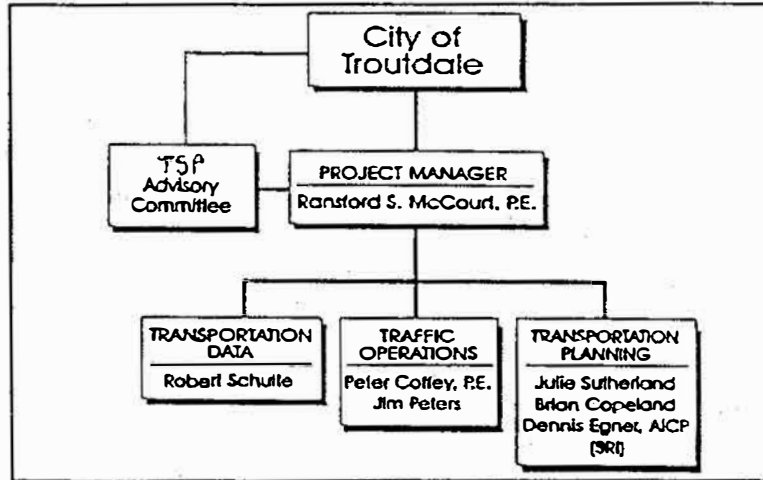 City of
Troutdale
TSP
Advisory
Committee
PROJECT MANAGER
Ransford S. McCourt, P.E.
TRANSPORTATION
DATA
Robert Schulte
TRAFFIC
OPERATIONS
Peter Coffey, P.E.
Jim Peters
TRANSPORTATION
PLANNING
Julie Sutherland
Brian Copeland
Dennis Egner, AICP
(SRI)